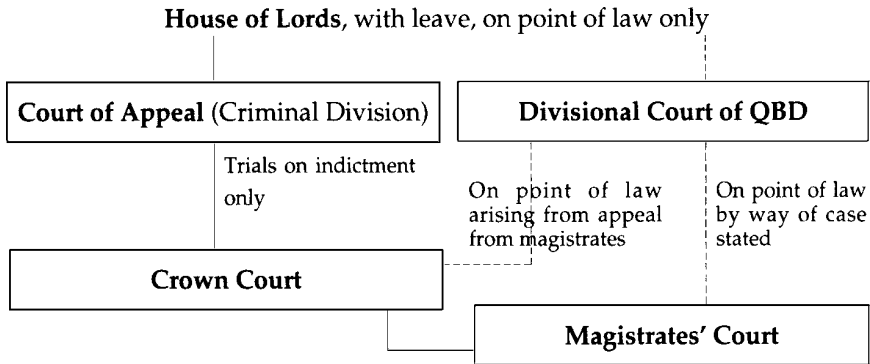 House of Lords, with leave, on point of law only
Court of Appeal (Criminal Division)
Divisional Court of QBD
Trials on indictment
only
On point of law
arising from appeal
from magistrates
On point of law
by way of case
stated
Crown Court
Magistrates' Court